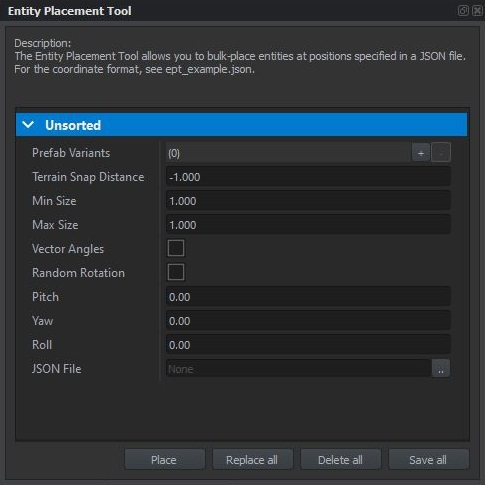 Entity Placement Tool
Description:
The Entity Placement Tool allows you to bulk-place entities at positions specified in a JSON file.
For the coordinate format, see ept_example.json.
Unsorted
Prefab Variants (0) + -
Terrain Snap Distance -1.000
Min Size 1.000
Max Size 1.000
Vector Angles
Random Rotation
Pitch 0.00
Yaw 0.00
Roll 0.00
JSON File None ..
Place Replace all Delete all Save all